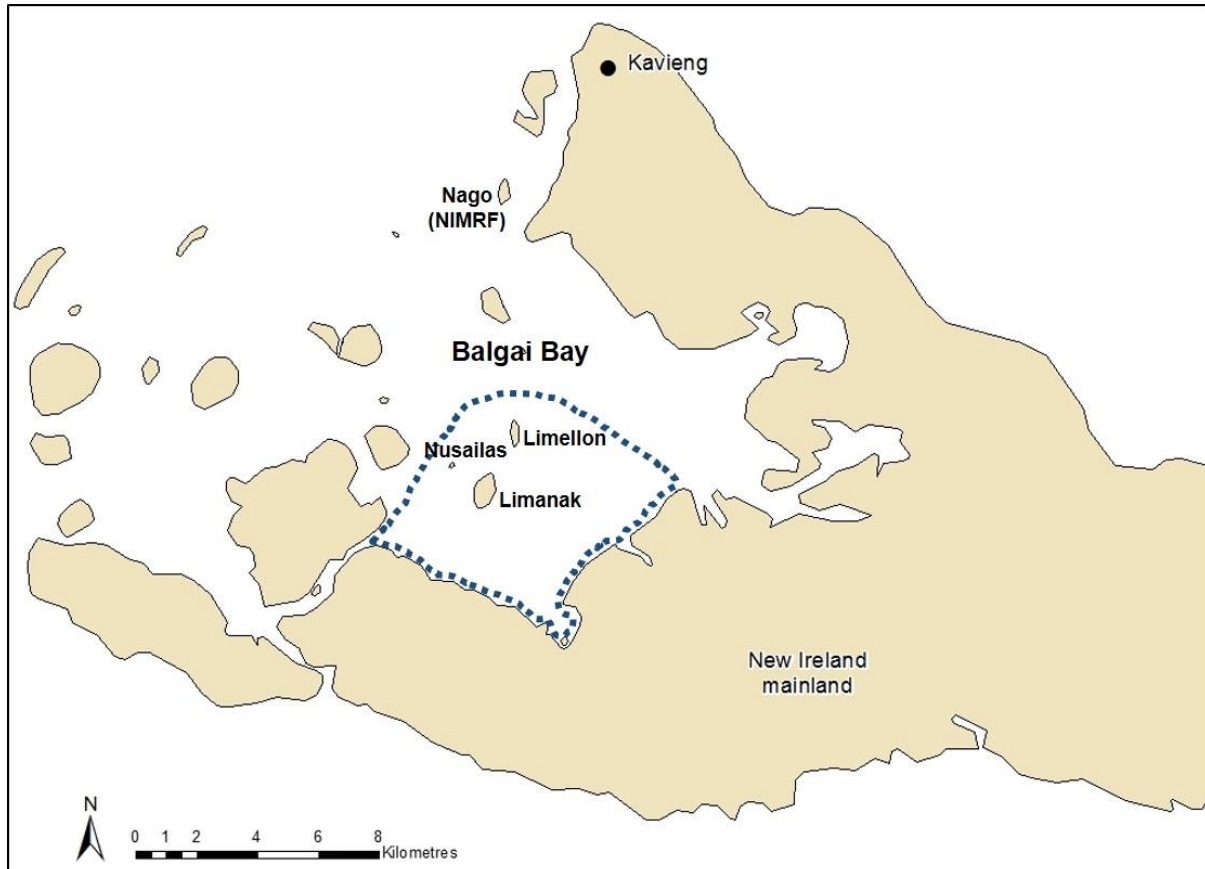 Kavieng
Nago
(NIMRF)
Balgai Bay
Nusailas
Limellon
Limanak
New Ireland
mainland
N
0 1 2 4 6 8
Kilometres